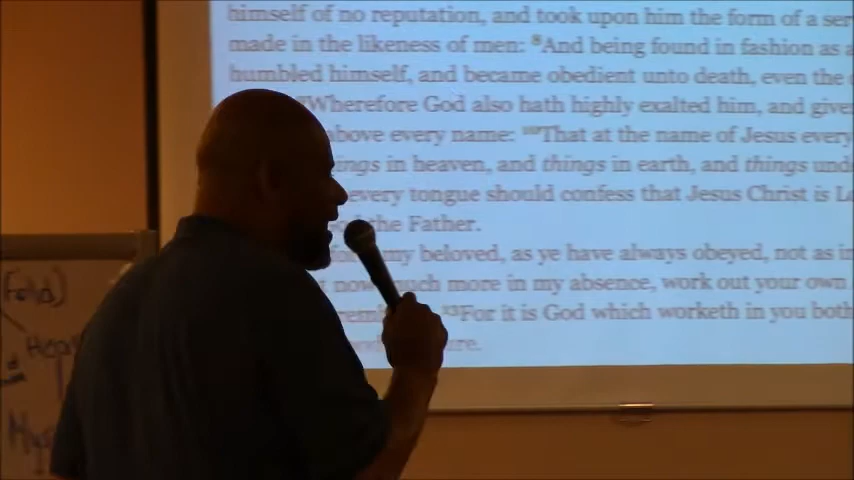 himself of no reputation, and took upon him the form of a
made in the likeness of men: ⁸And being found in fashion as a
humbled himself, and became obedient unto death, even the
Wherefore God also hath highly exalted him, and
above every name: ¹⁰That at the name of Jesus every
in heaven, and things in earth, and things
every tongue should confess that Jesus Christ is
the Father.
my beloved, as ye have always obeyed, not as in
now much more in my absence, work out your own
¹³For it is God which worketh in you both